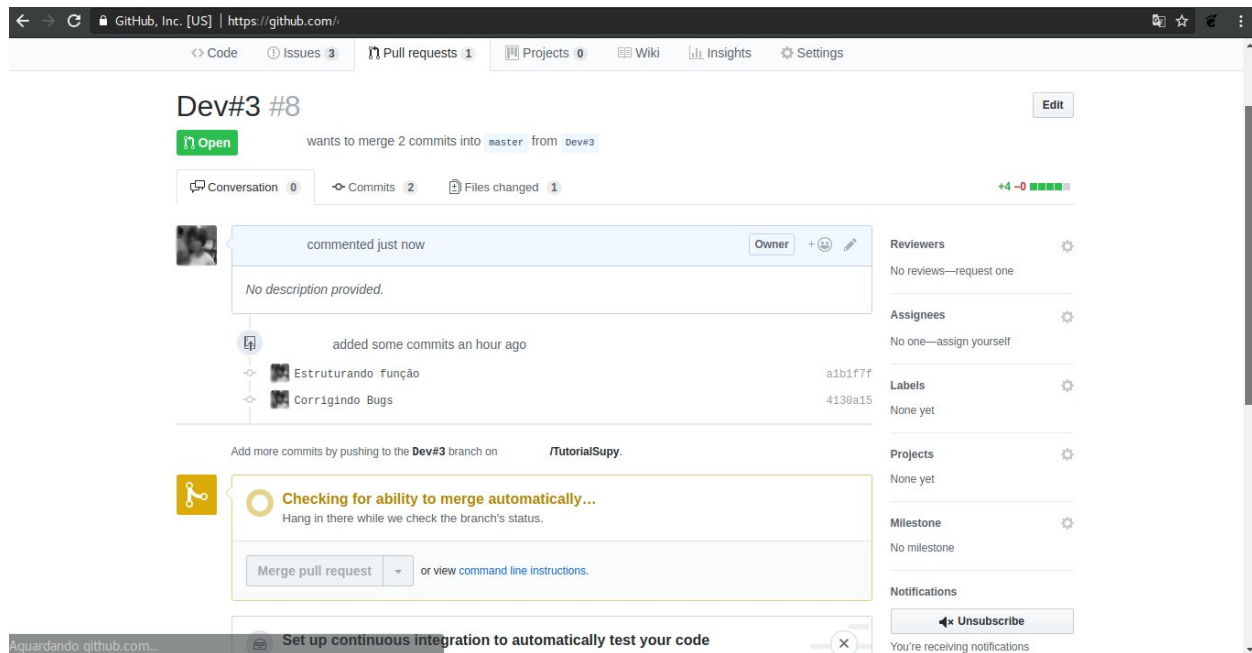 GitHub, Inc. [US] | https://github.com/
Code Issues 3 Pull requests 1 Projects 0 Wiki Insights Settings
Dev#3 #8 Edit
Open wants to merge 2 commits into master from Dev#3
Conversation 0 Commits 2 Files changed 1 +4 −0
commented just now Owner
No description provided.
added some commits an hour ago
Estruturando função a1b1f7f
Corrigindo Bugs 4130a15
Add more commits by pushing to the Dev#3 branch on /TutorialSupy.
Checking for ability to merge automatically…
Hang in there while we check the branch's status.
Merge pull request or view command line instructions.
Set up continuous integration to automatically test your code
Reviewers
No reviews—request one
Assignees
No one—assign yourself
Labels
None yet
Projects
None yet
Milestone
No milestone
Notifications
Unsubscribe
You're receiving notifications
Aguardando github.com...